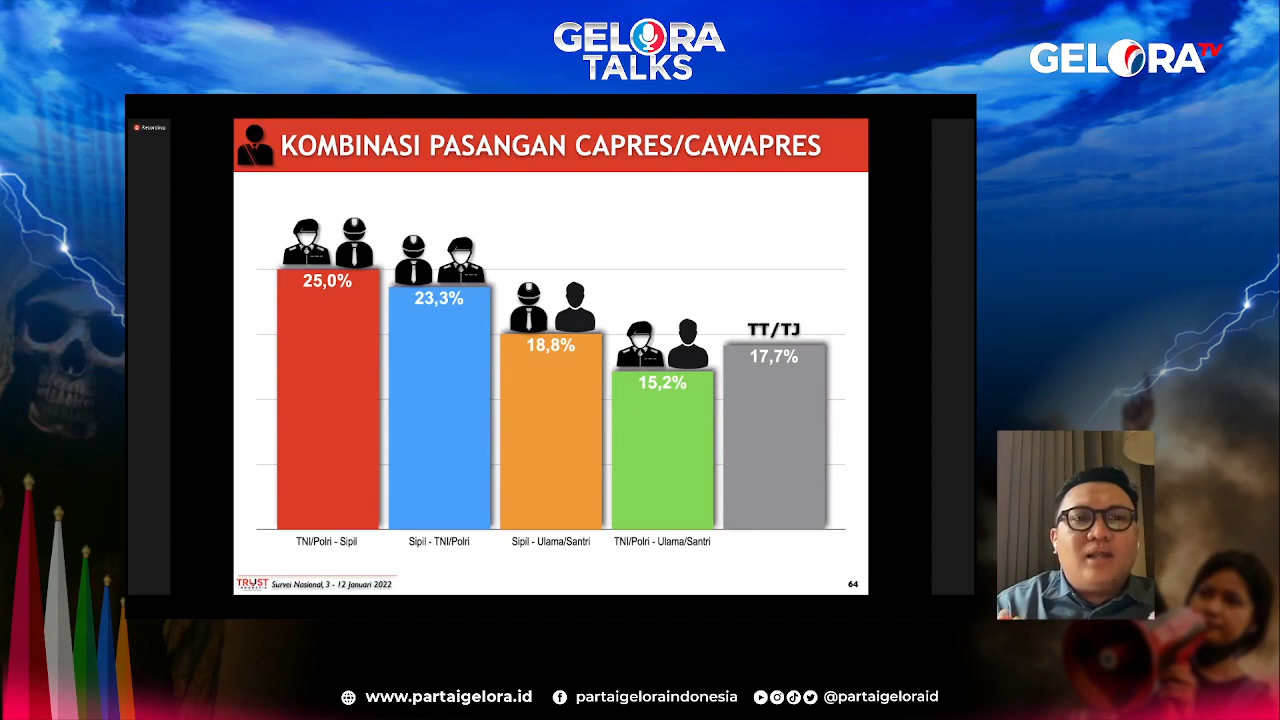 GELORA
TALKS
GELORA TV
Recording
KOMBINASI PASANGAN CAPRES/CAWAPRES
25,0%
23,3%
18,8%
15,2%
TT/TJ
17,7%
TNI/Polri - Sipil
Sipil - TNI/Polri
Sipil - Ulama/Santri
TNI/Polri - Ulama/Santri
TRUST
INDONESIA
Survei Nasional, 3 - 12 Januari 2022
64
www.partaigelora.id
partaigeloraindonesia
@partaigeloraid